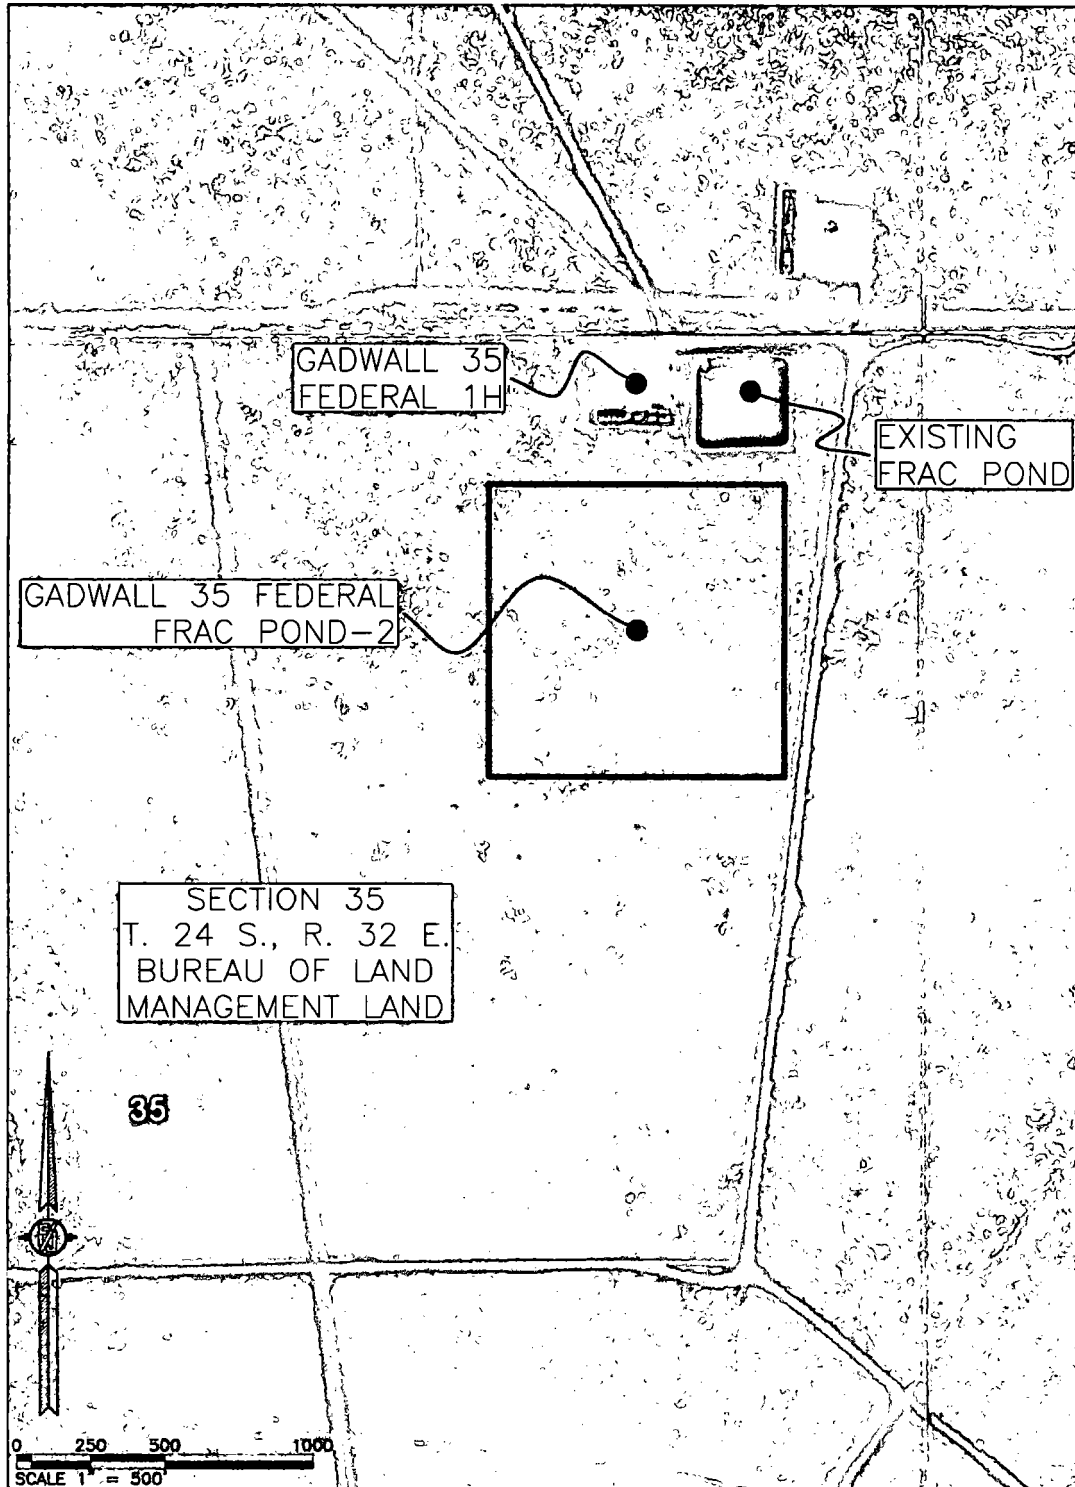 GADWALL 35
FEDERAL 1H
EXISTING
FRAC POND
GADWALL 35 FEDERAL
FRAC POND-2
SECTION 35
T. 24 S., R. 32 E.
BUREAU OF LAND
MANAGEMENT LAND
35
0 250 500 1000
SCALE 1" = 500'